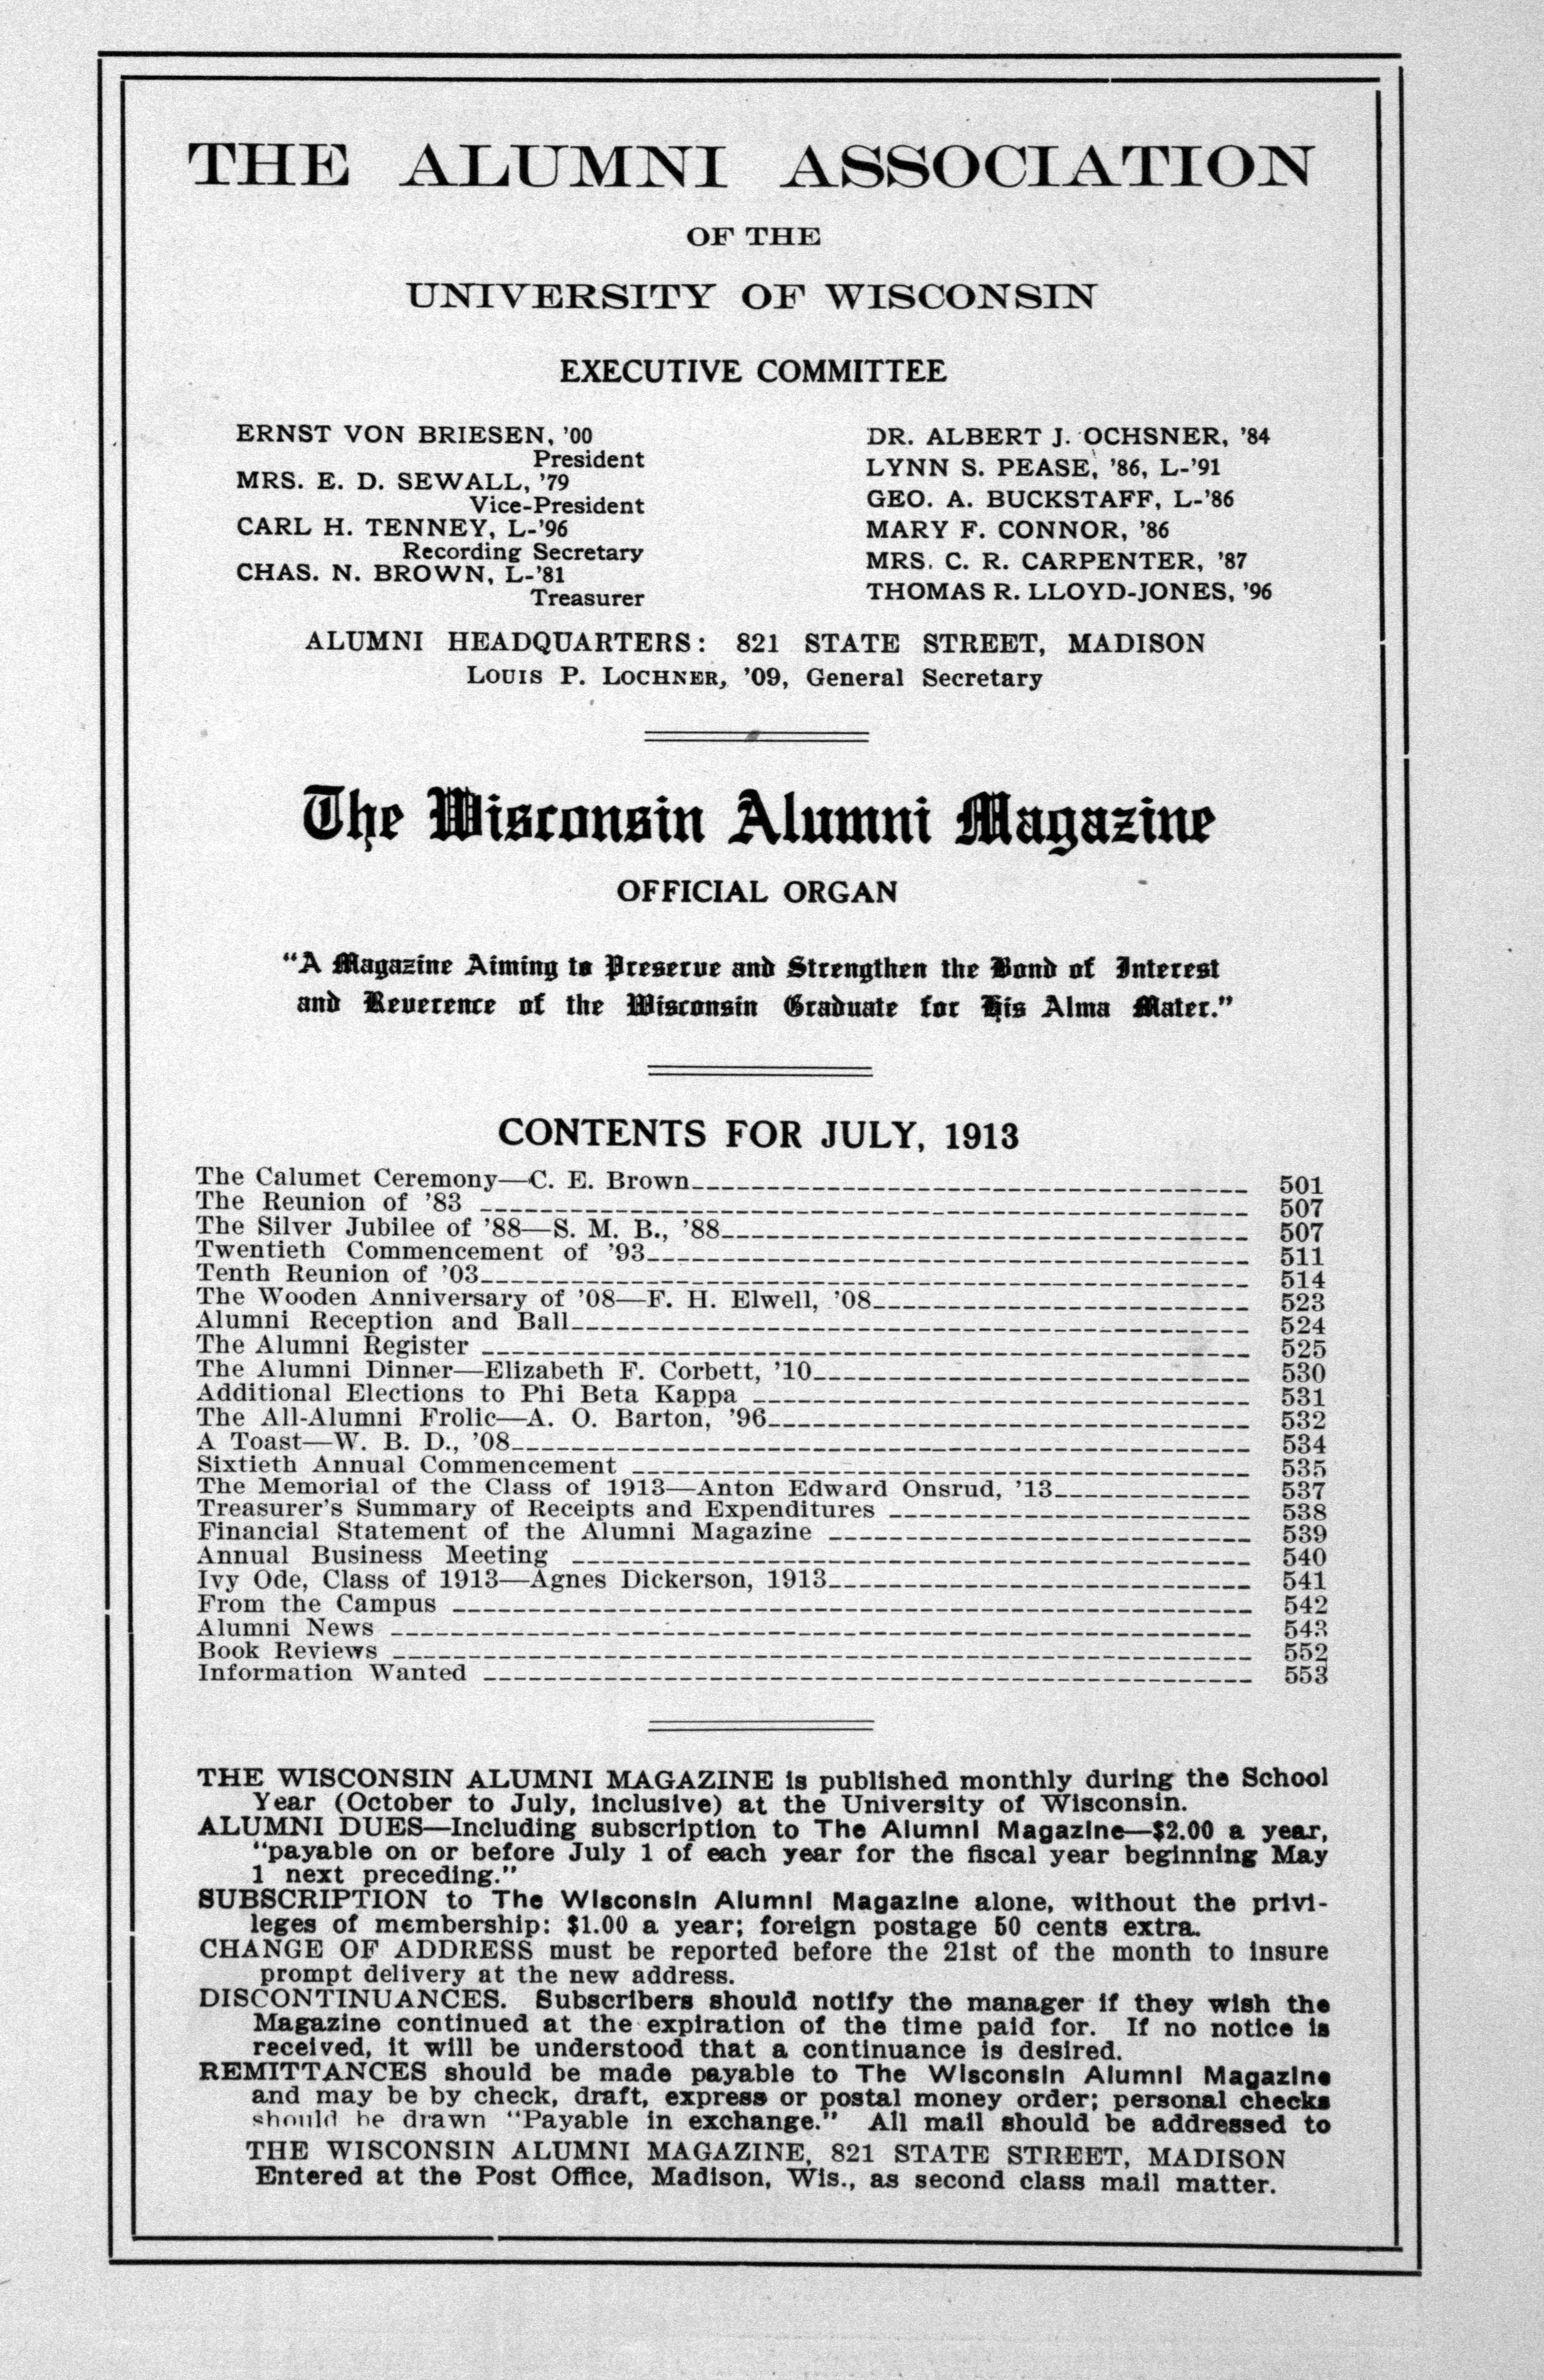 THE ALUMNI ASSOCIATION
OF THE
UNIVERSITY OF WISCONSIN
EXECUTIVE COMMITTEE
ERNST VON BRIESEN, '00
President
MRS. E. D. SEWALL, '79
Vice-President
CARL H. TENNEY, L-'96
Recording Secretary
CHAS. N. BROWN, L-'81
Treasurer
DR. ALBERT J. OCHSNER, '84
LYNN S. PEASE, '86, L-'91
GEO. A. BUCKSTAFF, L-'86
MARY F. CONNOR, '86
MRS. C. R. CARPENTER, '87
THOMAS R. LLOYD-JONES, '96
ALUMNI HEADQUARTERS: 821 STATE STREET, MADISON
LOUIS P. LOCHNER, '09, General Secretary
The Wisconsin Alumni Magazine
OFFICIAL ORGAN
"A Magazine Aiming to Preserve and Strengthen the Bond of Interest
and Reverence of the Wisconsin Graduate for His Alma Mater."
CONTENTS FOR JULY, 1913
The Calumet Ceremony—C. E. Brown 501
The Reunion of '83 507
The Silver Jubilee of '88—S. M. B., '88 507
Twentieth Commencement of '93 511
Tenth Reunion of '03 514
The Wooden Anniversary of '08—F. H. Elwell, '08 523
Alumni Reception and Ball 524
The Alumni Register 525
The Alumni Dinner—Elizabeth F. Corbett, '10 530
Additional Elections to Phi Beta Kappa 531
The All-Alumni Frolic—A. O. Barton, '96 532
A Toast—W. B. D., '08 534
Sixtieth Annual Commencement 535
The Memorial of the Class of 1913—Anton Edward Onsrud, '13 537
Treasurer's Summary of Receipts and Expenditures 538
Financial Statement of the Alumni Magazine 539
Annual Business Meeting 540
Ivy Ode, Class of 1913—Agnes Dickerson, 1913 541
From the Campus 542
Alumni News 543
Book Reviews 552
Information Wanted 553
THE WISCONSIN ALUMNI MAGAZINE is published monthly during the School
Year (October to July, inclusive) at the University of Wisconsin.
ALUMNI DUES—Including subscription to The Alumni Magazine—$2.00 a year,
"payable on or before July 1 of each year for the fiscal year beginning May
1 next preceding."
SUBSCRIPTION to The Wisconsin Alumni Magazine alone, without the privi-
leges of membership: $1.00 a year; foreign postage 50 cents extra.
CHANGE OF ADDRESS must be reported before the 21st of the month to insure
prompt delivery at the new address.
DISCONTINUANCES. Subscribers should notify the manager if they wish the
Magazine continued at the expiration of the time paid for. If no notice is
received, it will be understood that a continuance is desired.
REMITTANCES should be made payable to The Wisconsin Alumni Magazine
and may be by check, draft, express or postal money order; personal checks
should be drawn "Payable in exchange." All mail should be addressed to
THE WISCONSIN ALUMNI MAGAZINE, 821 STATE STREET, MADISON
Entered at the Post Office, Madison, Wis., as second class mail matter.